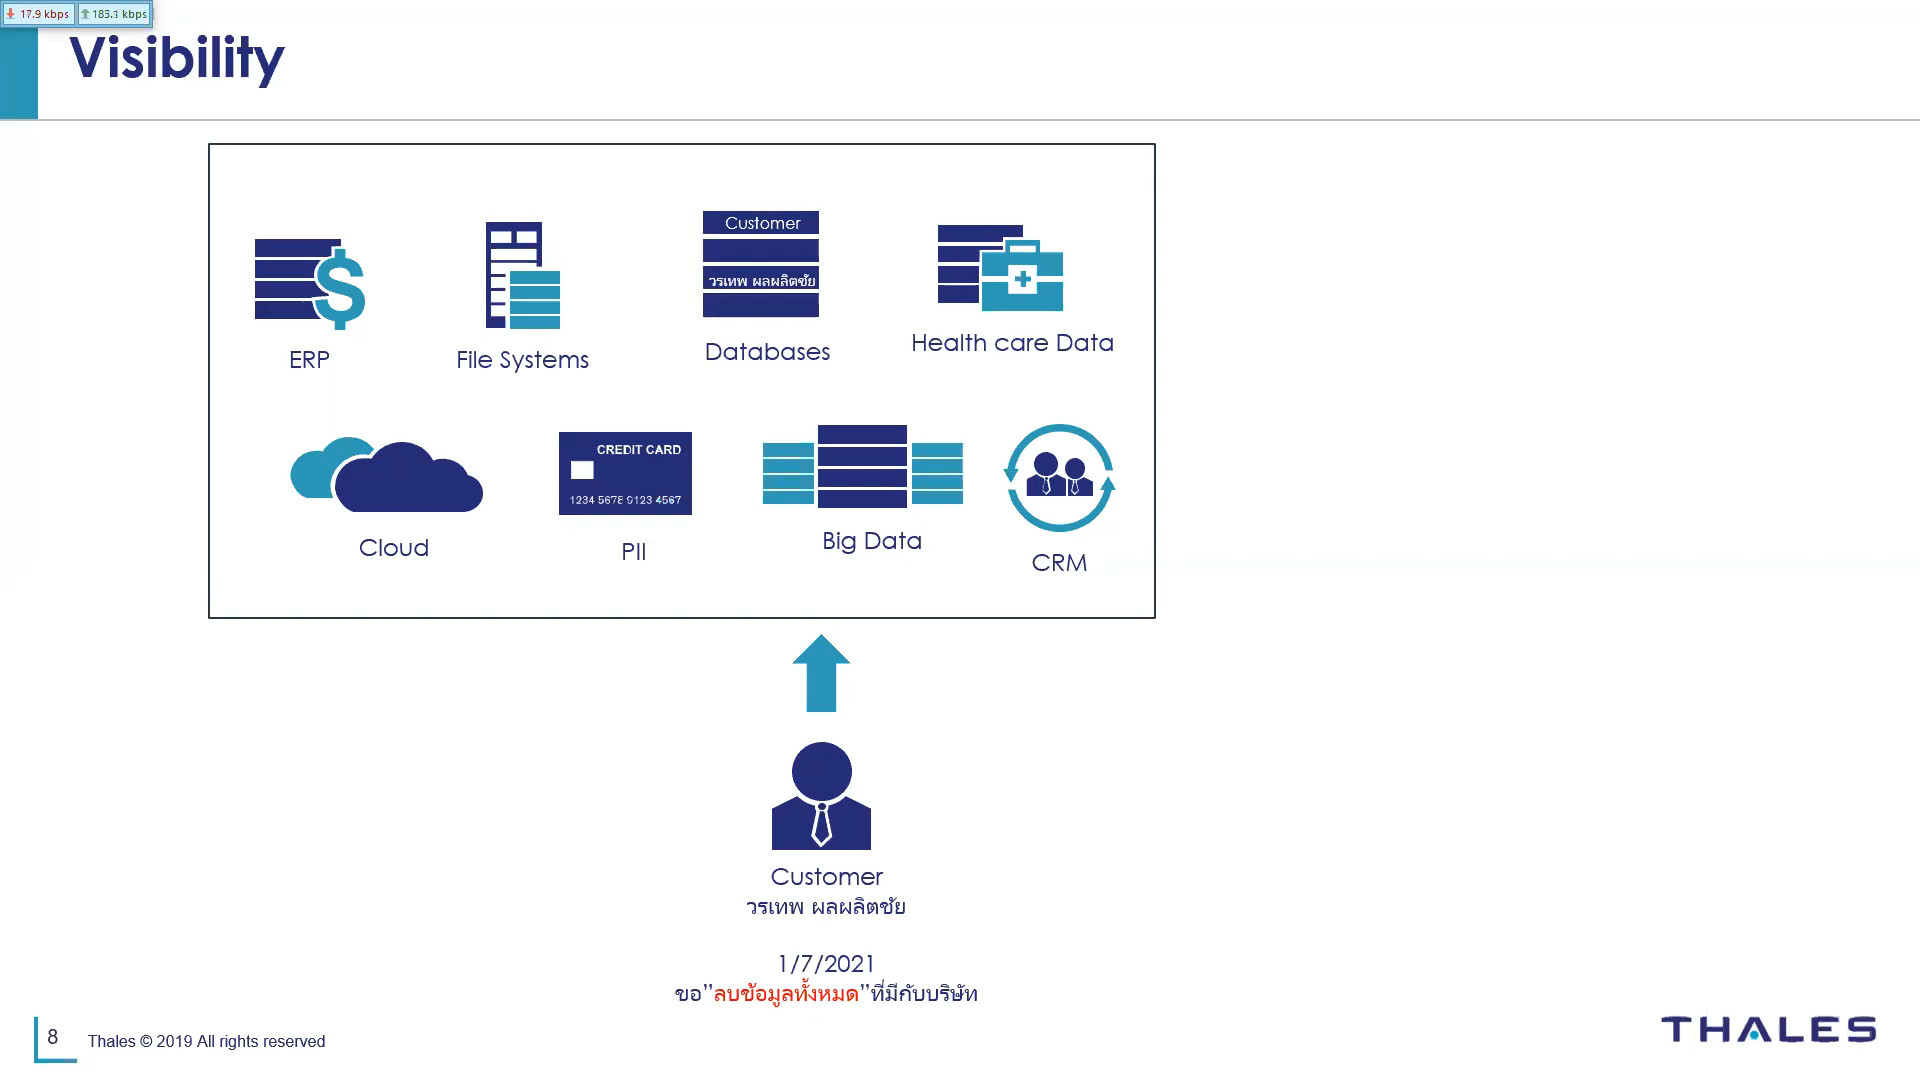 17.9 kbps
183.1 kbps
Visibility
Customer
วรเทพ ผลผลิตชัย
ERP
File Systems
Databases
Health care Data
CREDIT CARD
1234 5678 9123 4567
Cloud
PII
Big Data
CRM
Customer
วรเทพ ผลผลิตชัย
1/7/2021
ขอ”ลบข้อมูลทั้งหมด”ที่มีกับบริษัท
8
Thales © 2019 All rights reserved
THALES